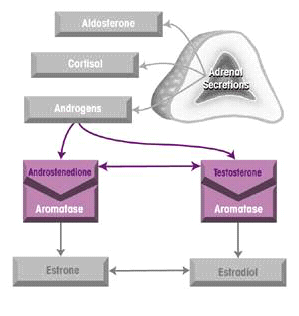 Aldosterone
Cortisol
Adrenal
Secretions
Androgens
Androstenedione
Testosterone
Aromatase
Aromatase
Estrone
Estradiol